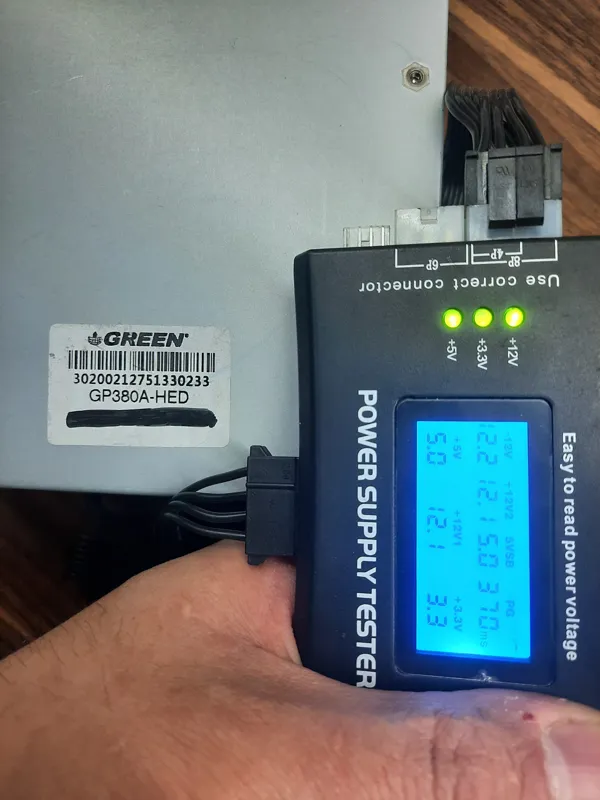 GREEN
30200212751330233
GP380A-HED
8P
4P
6P
Use correct connector
+5V
+3.3V
+12V
POWER SUPPLY TESTER
Easy to read power voltage
-12V +12V2 5VSB PG
12.2 12.1 5.0 370ms
+5V +12V1 +3.3V
5.0 12.1 3.3